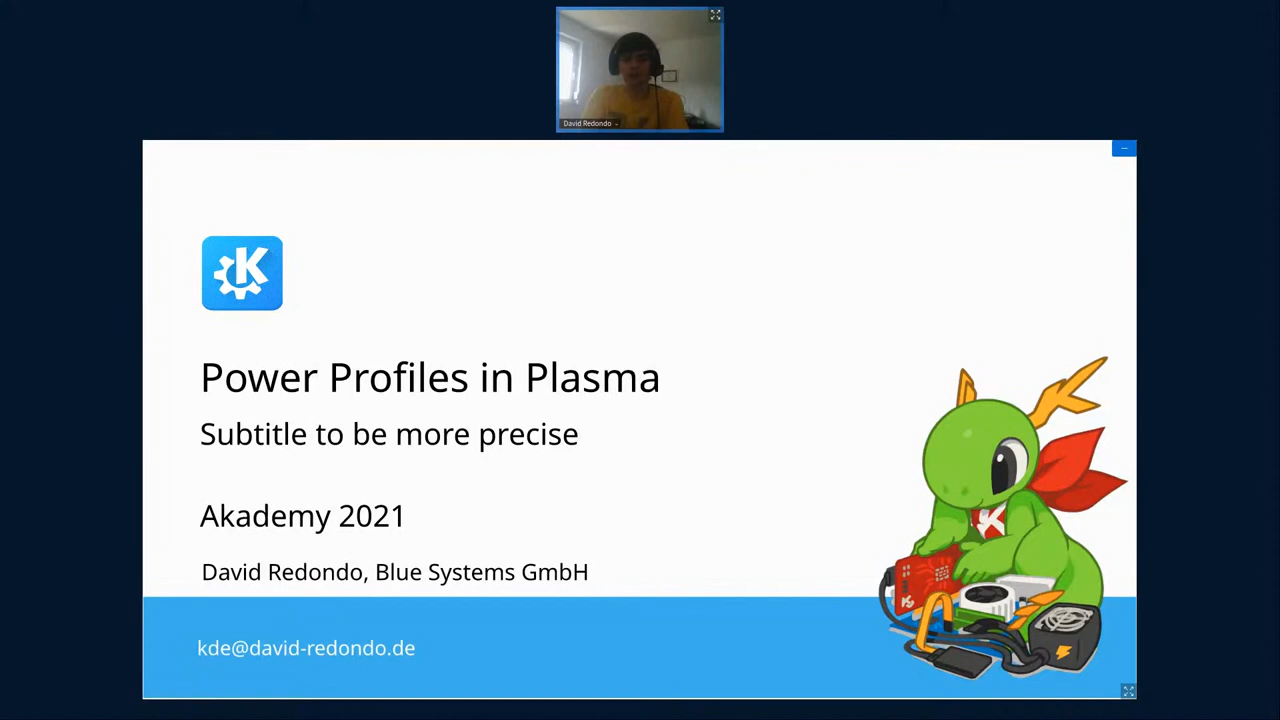 David Redondo
Power Profiles in Plasma
Subtitle to be more precise
Akademy 2021
David Redondo, Blue Systems GmbH
kde@david-redondo.de